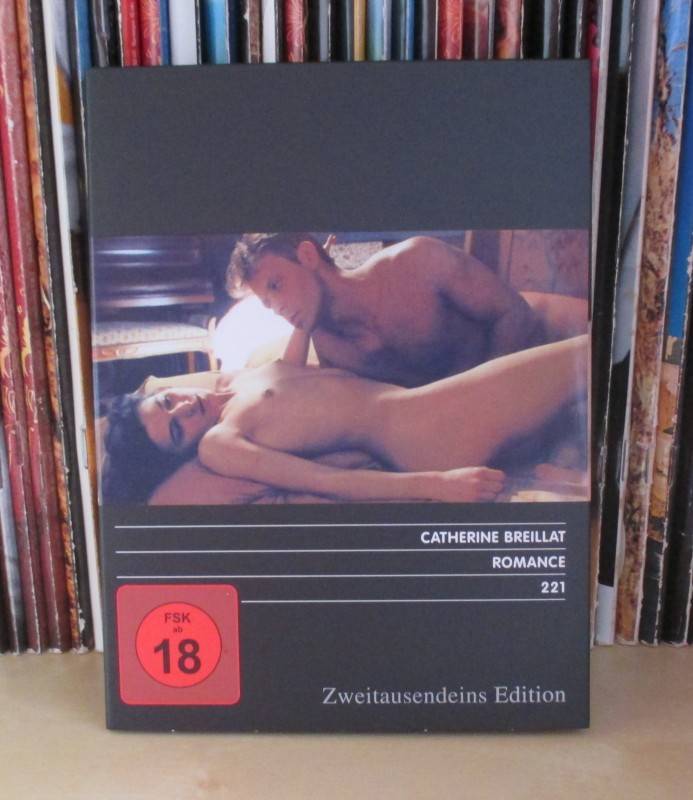 CATHERINE BREILLAT
ROMANCE
221
FSK
ab
18
Zweitausendeins Edition